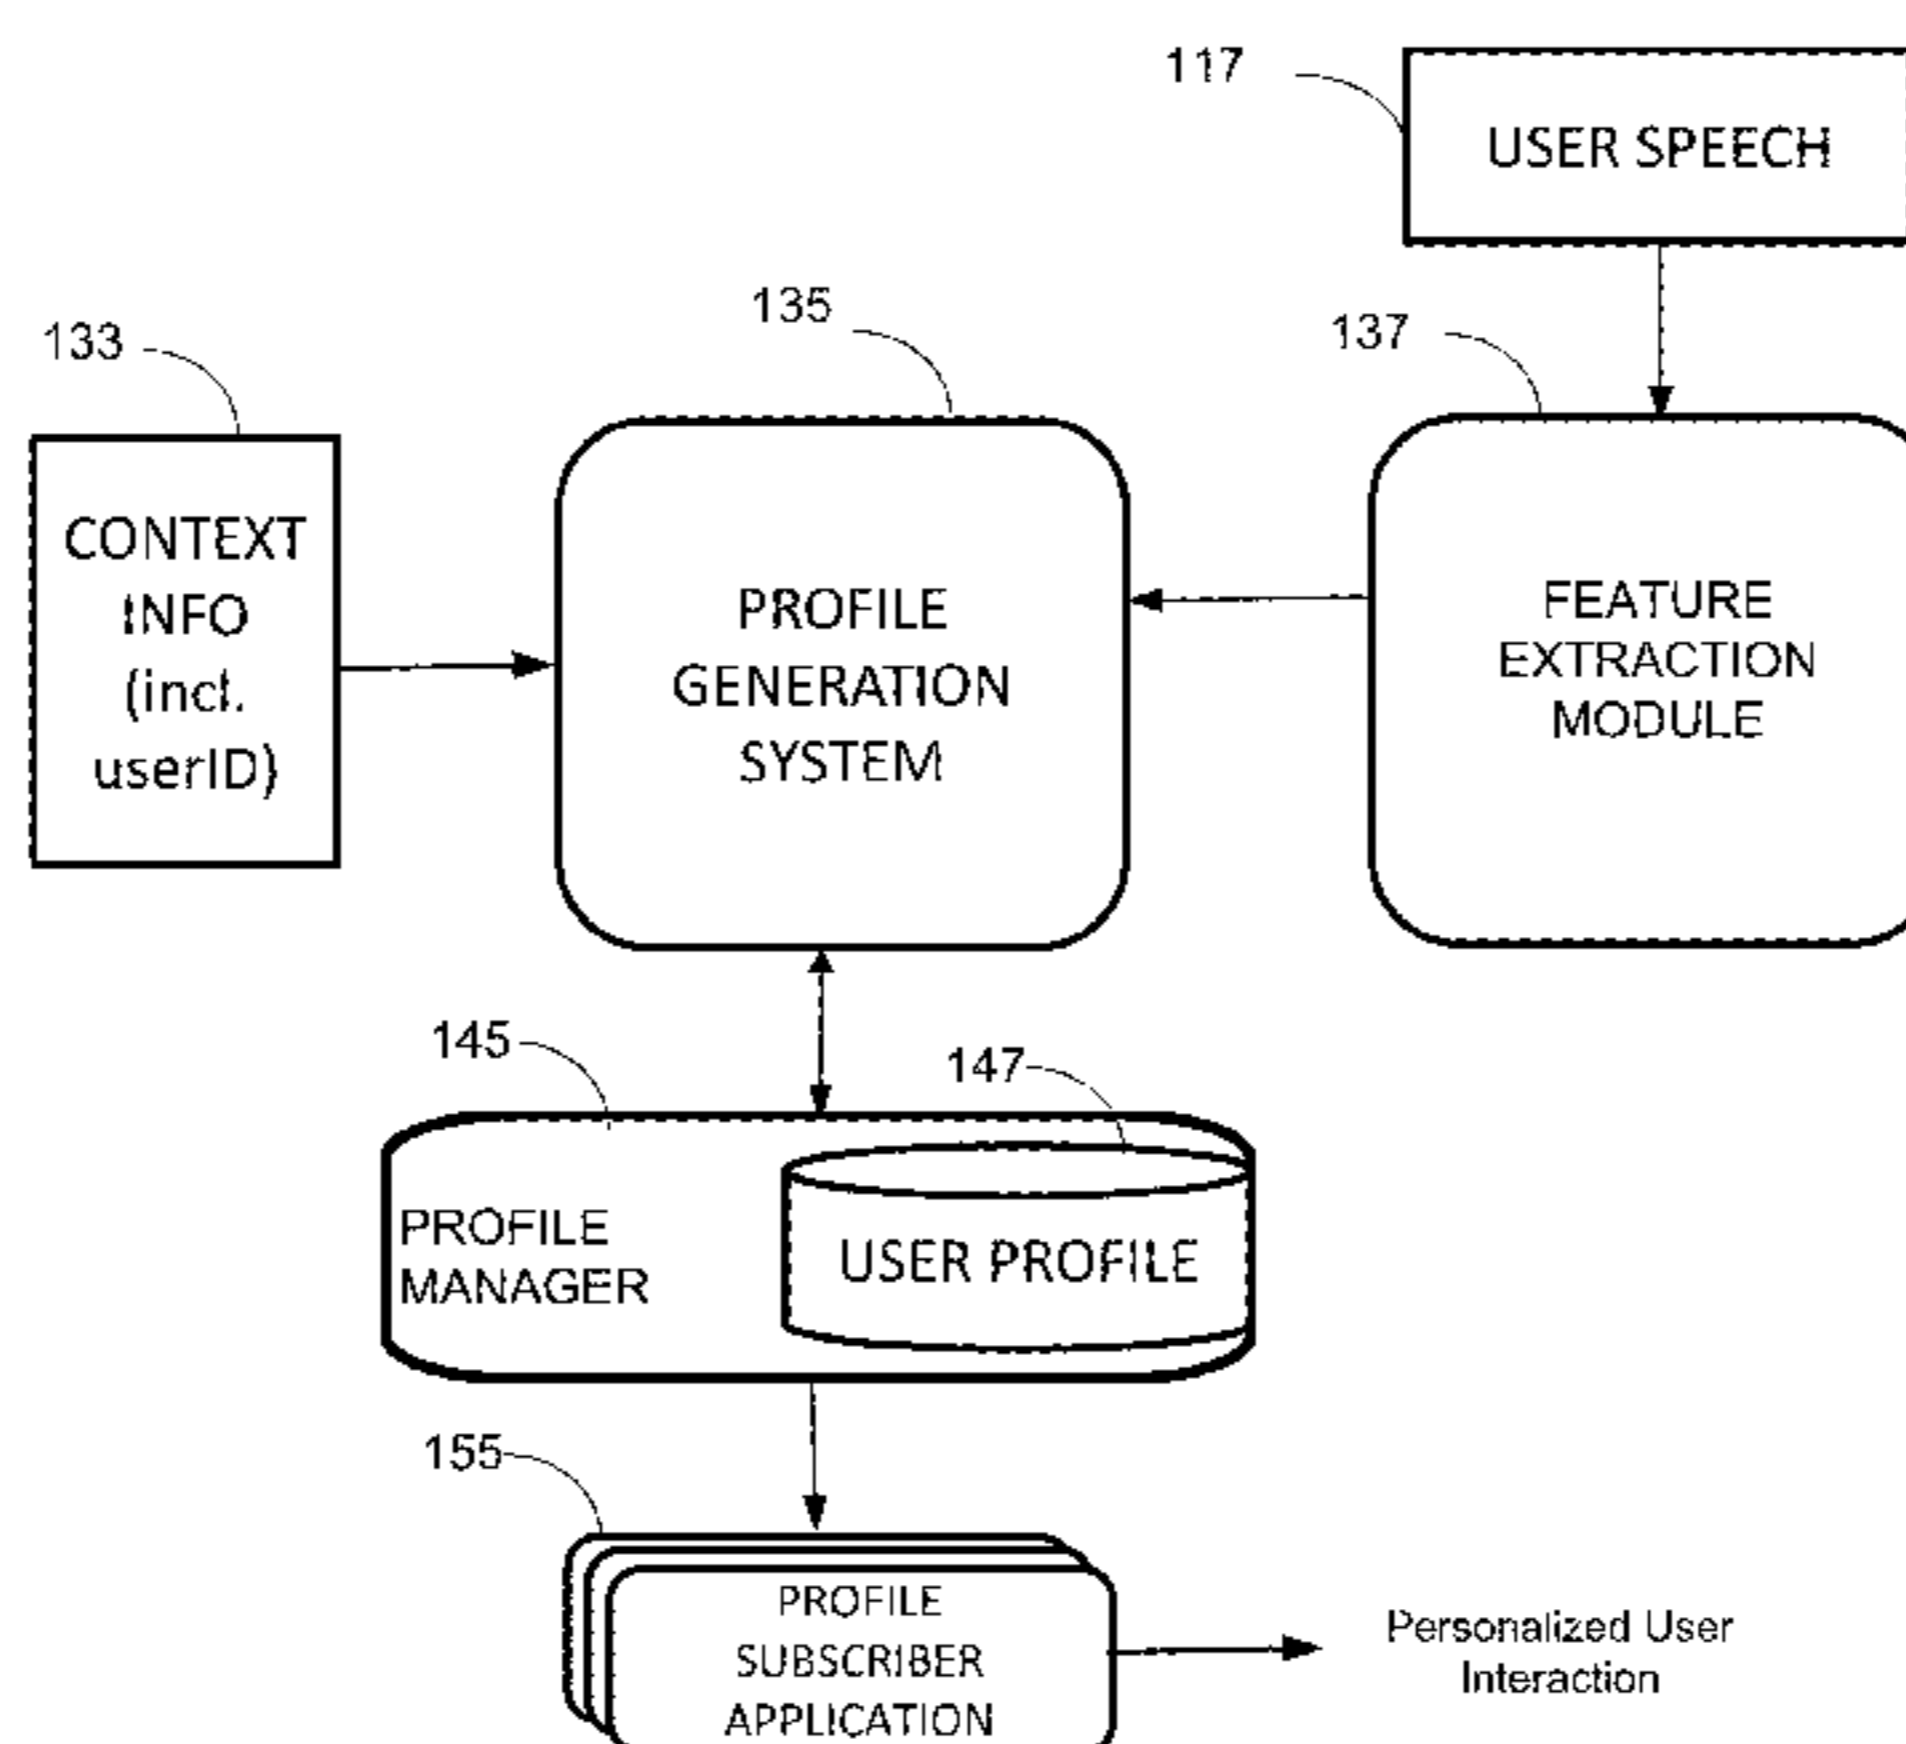 117
USER SPEECH
135
137
133
CONTEXT
INFO
(incl.
userID)
PROFILE
GENERATION
SYSTEM
FEATURE
EXTRACTION
MODULE
145
147
PROFILE
MANAGER
USER PROFILE
155
PROFILE
SUBSCRIBER
APPLICATION
Personalized User
Interaction